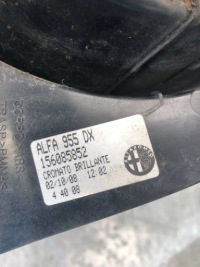 ALFA 955 DX
156085852
CROMATO BRILLANTE
02/10/08 12:02
4 40 08